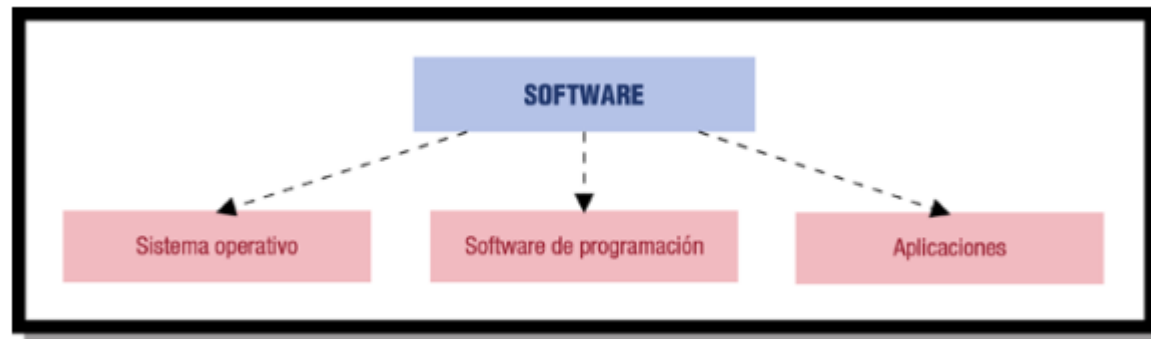 SOFTWARE
Sistema operativo
Software de programación
Aplicaciones